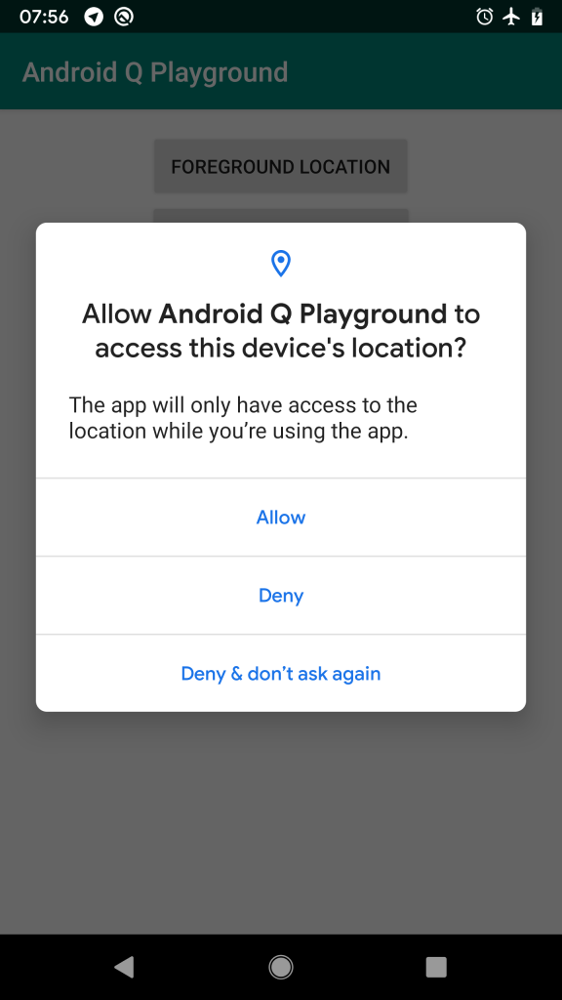 07:56
Android Q Playground
FOREGROUND LOCATION
Allow Android Q Playground to
access this device's location?
The app will only have access to the
location while you’re using the app.
Allow
Deny
Deny & don’t ask again